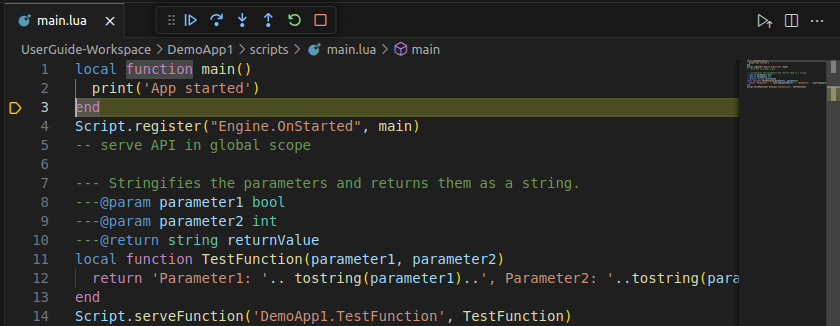 main.lua
UserGuide-Workspace > DemoApp1 > scripts > main.lua > main
1 local function main()
2 print('App started')
3 end
4 Script.register("Engine.OnStarted", main)
5 -- serve API in global scope
6
7 --- Stringifies the parameters and returns them as a string.
8 ---@param parameter1 bool
9 ---@param parameter2 int
10 ---@return string returnValue
11 local function TestFunction(parameter1, parameter2)
12 return 'Parameter1: '.. tostring(parameter1)..', Parameter2: '..tostring(para
13 end
14 Script.serveFunction('DemoApp1.TestFunction', TestFunction)